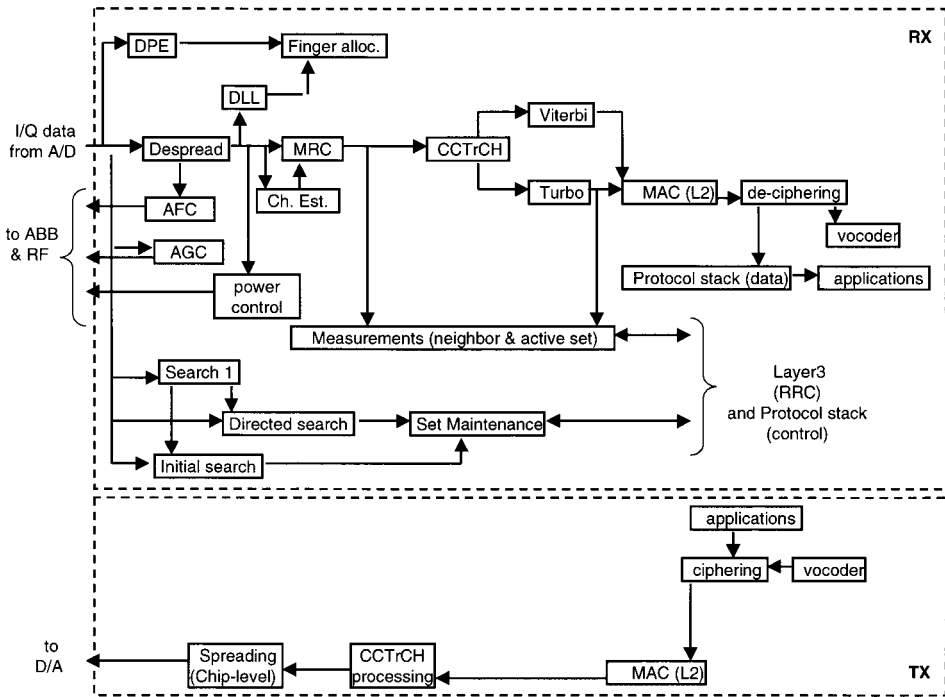 RX
DPE
Finger alloc.
DLL
I/Q data
from A/D
Despread
MRC
CCTrCH
Viterbi
Turbo
MAC (L2)
de-ciphering
vocoder
Ch. Est.
AFC
to ABB
& RF
AGC
power
control
Protocol stack (data)
applications
Measurements (neighbor & active set)
Search 1
Directed search
Set Maintenance
Initial search
Layer3
(RRC)
and Protocol stack
(control)
applications
ciphering
vocoder
to
D/A
Spreading
(Chip-level)
CCTrCH
processing
MAC (L2)
TX